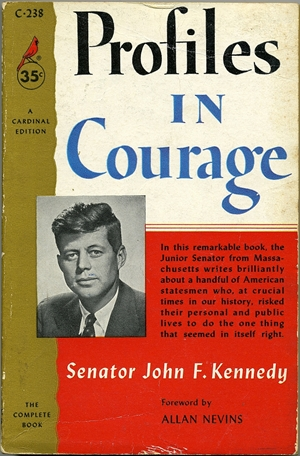 C-238
35¢
A
CARDINAL
EDITION
Profiles
IN
Courage
In this remarkable book, the
Junior Senator from Massa-
chusetts writes brilliantly
about a handful of American
statesmen who, at crucial
times in our history, risked
their personal and public
lives to do the one thing
that seemed in itself right.
Senator John F. Kennedy
Foreword by
ALLAN NEVINS
THE
COMPLETE
BOOK